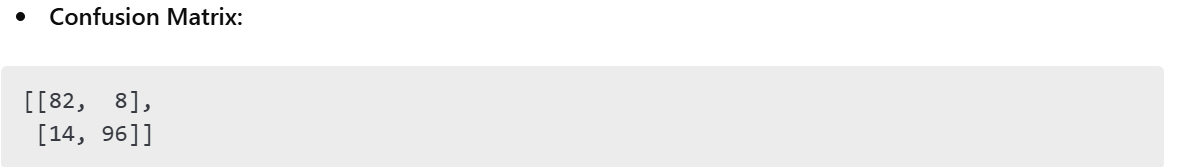 • Confusion Matrix:
[[82,  8],
 [14, 96]]